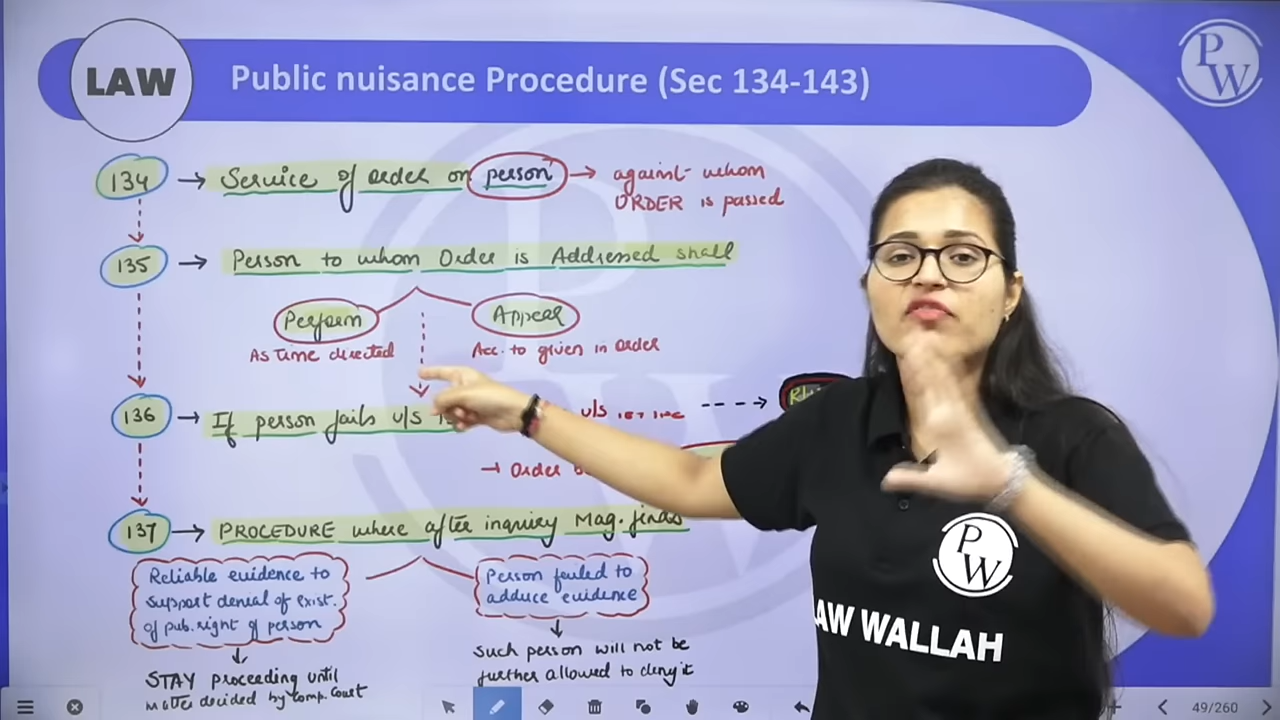 LAW
Public nuisance Procedure (Sec 134-143)
PW
134 → Service of order on person → against whom
ORDER is passed
135 → Person to whom Order is Addressed shall
Perform
Appear
As time directed
Acc. to given in order
136 → If person fails u/s
u/s
→ Order
137 → PROCEDURE where after inquiry Mag. finds
Reliable evidence to
support denial of exist.
of pub. right of person
Person failed to
adduce evidence
STAY proceeding until
matter decided by comp. Court
Such person will not be
further allowed to deny it
PW
LAW WALLAH
49/260